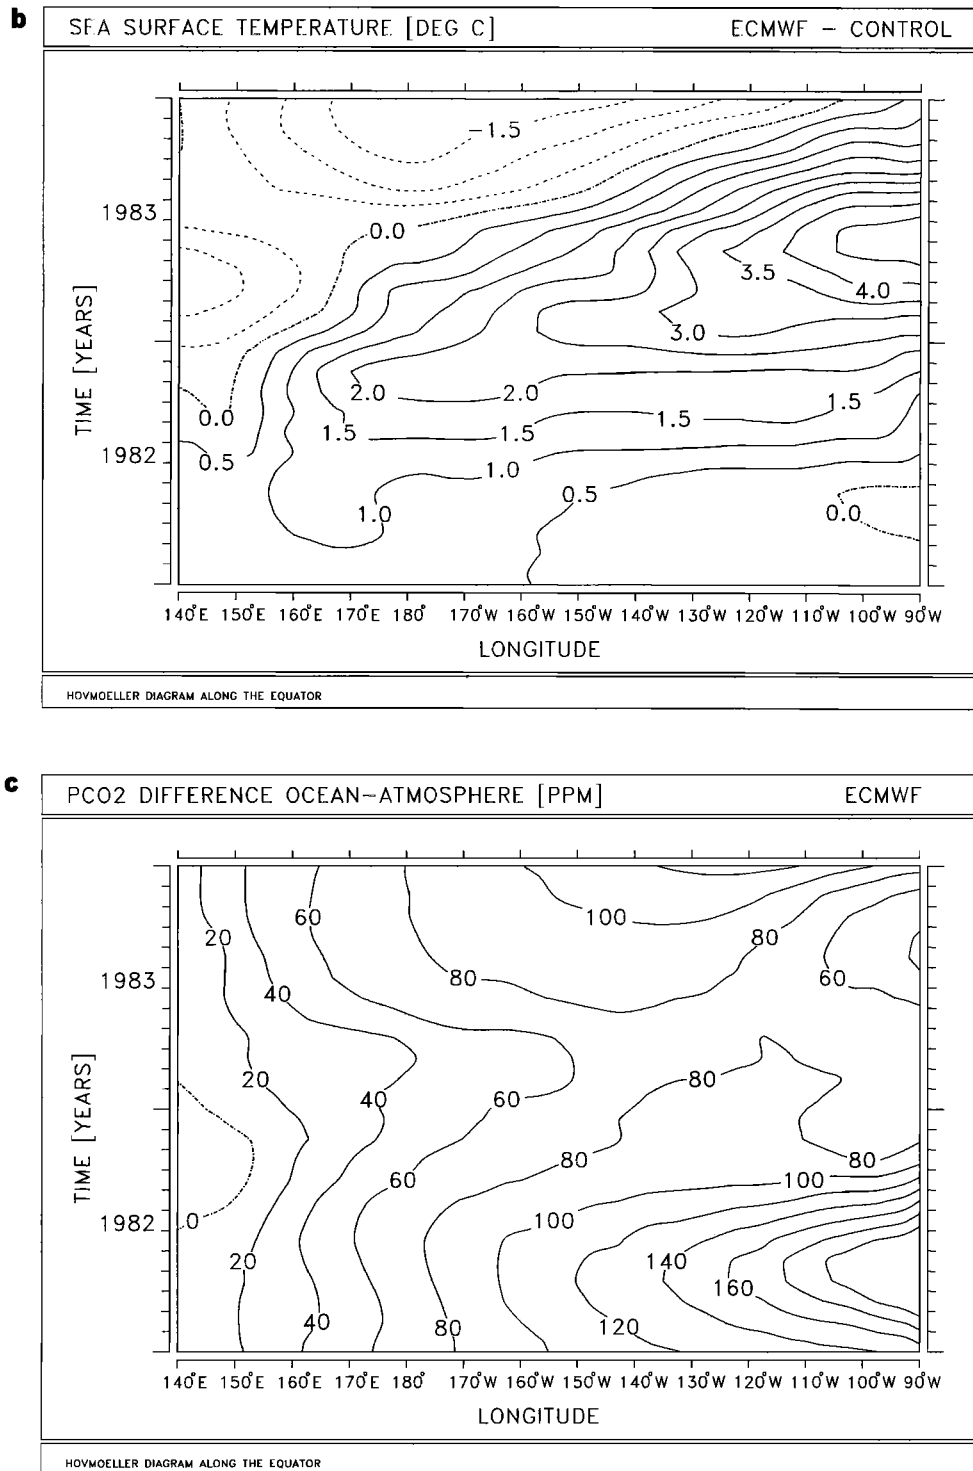 b
SEA SURFACE TEMPERATURE [DEG C] ECMWF - CONTROL
-1.5
1983
0.0
3.5
4.0
3.0
2.0 2.0
1.5
0.0
1.5 1.5 1.5
1982
0.5
1.0
0.5
1.0
0.0
TIME [YEARS]
140°E 150°E 160°E 170°E 180° 170°W 160°W 150°W 140°W 130°W 120°W 110°W 100°W 90°W
LONGITUDE
HOVMOELLER DIAGRAM ALONG THE EQUATOR
c
PCO2 DIFFERENCE OCEAN-ATMOSPHERE [PPM] ECMWF
60 100
20 80
1983
80 60
40
20 80
40 60
80 80
60 100
1982
0 100
20 140
160
40 80 120
TIME [YEARS]
140°E 150°E 160°E 170°E 180° 170°W 160°W 150°W 140°W 130°W 120°W 110°W 100°W 90°W
LONGITUDE
HOVMOELLER DIAGRAM ALONG THE EQUATOR